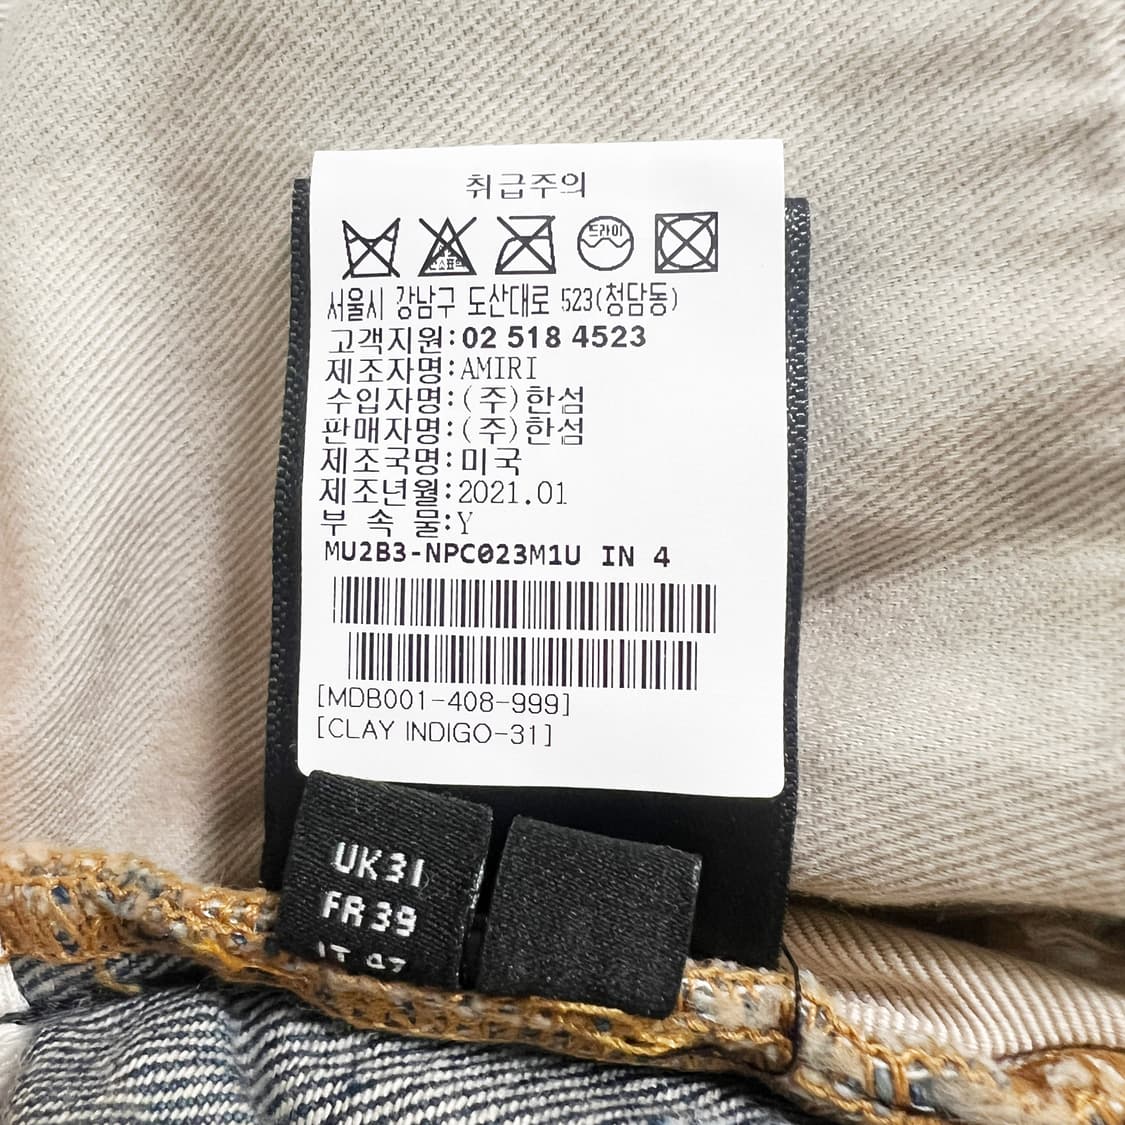 취급주의
드라이
서울시 강남구 도산대로 523(청담동)
고객지원:02 518 4523
제조자명:AMIRI
수입자명:(주)한섬
판매자명:(주)한섬
제조국명:미국
제조년월:2021.01
부 속 물:Y
MU2B3-NPC023M1U IN 4
[MDB001-408-999]
[CLAY INDIGO-31]
UK31
FR39